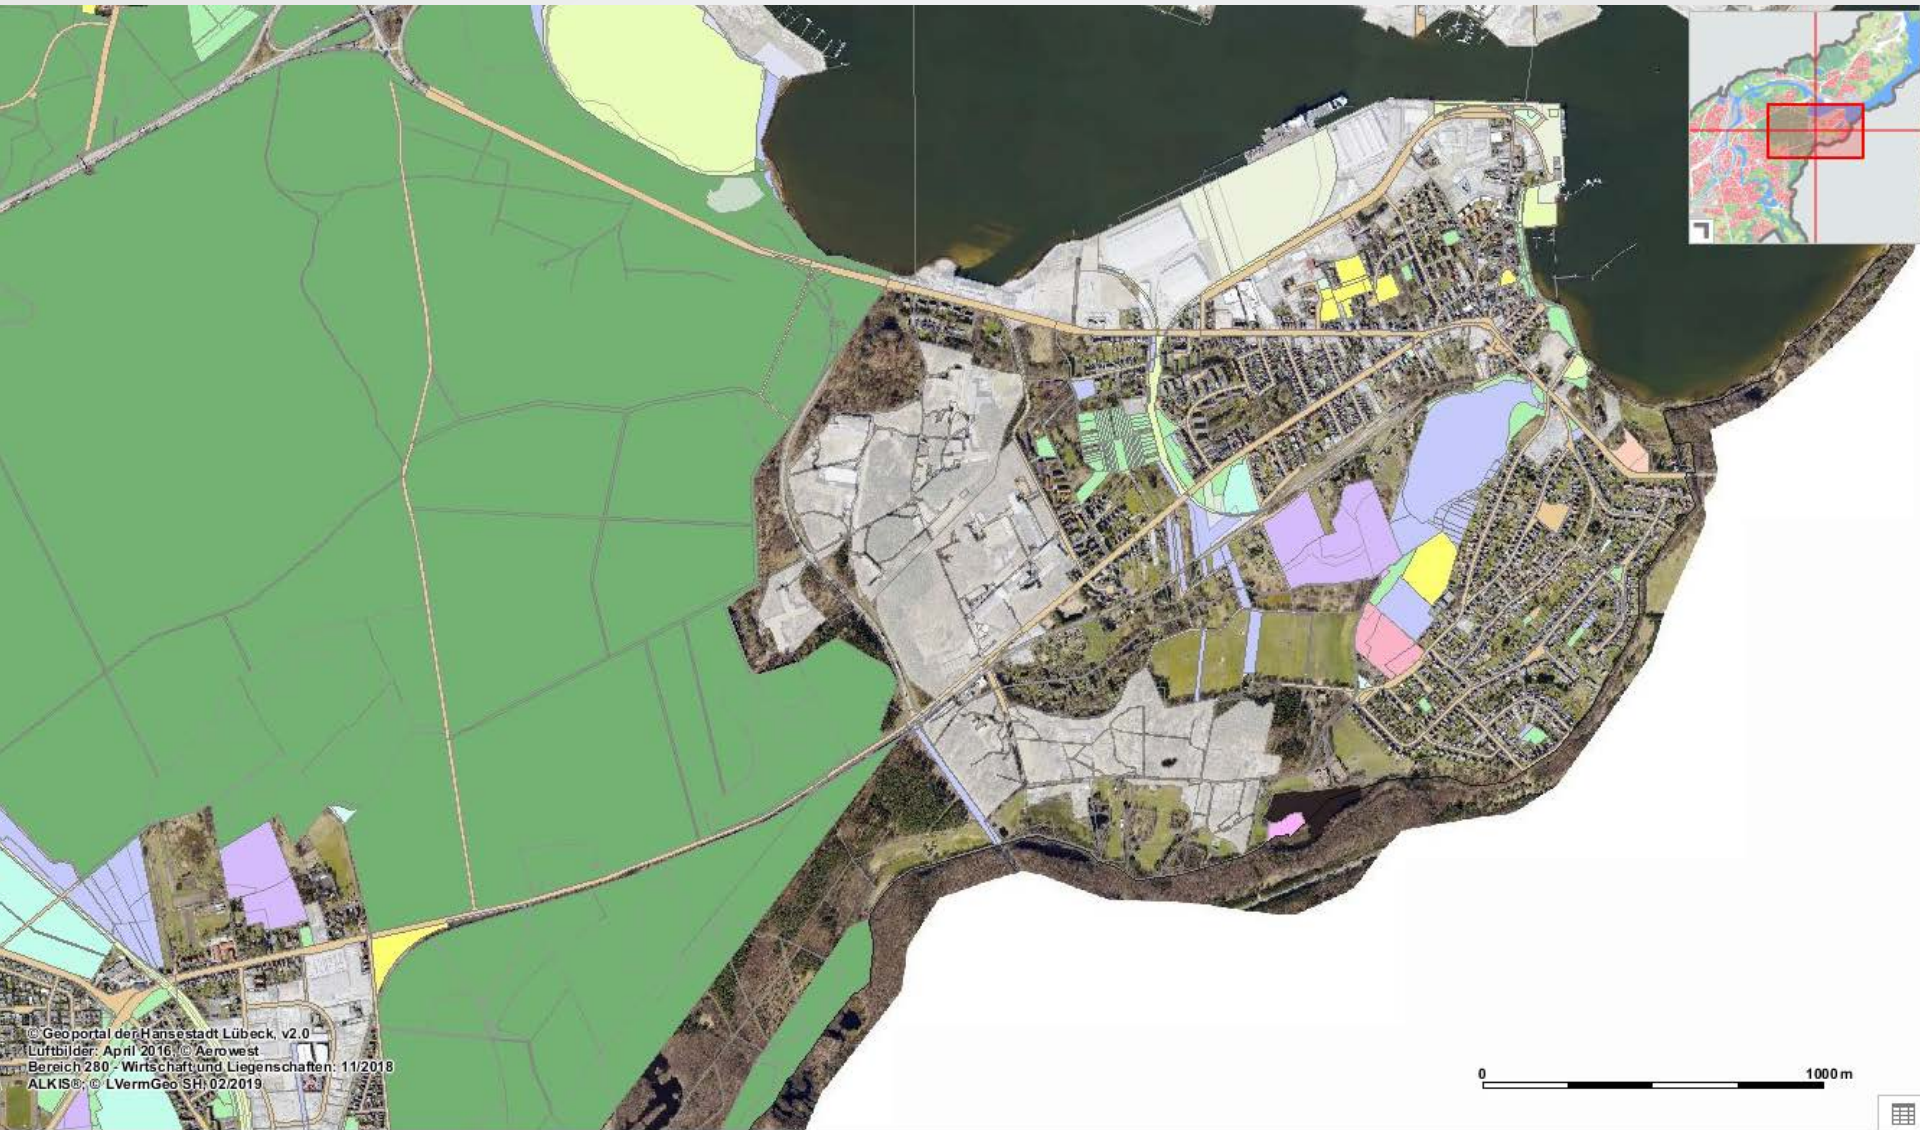 0
1000 m
© Geoportal der Hansestadt Lübeck, v2.0
Luftbilder: April 2016, © Aerowest
Bereich 280 - Wirtschaft und Liegenschaften: 11/2018
ALKIS®; © LVermGeo SH, 02/2019